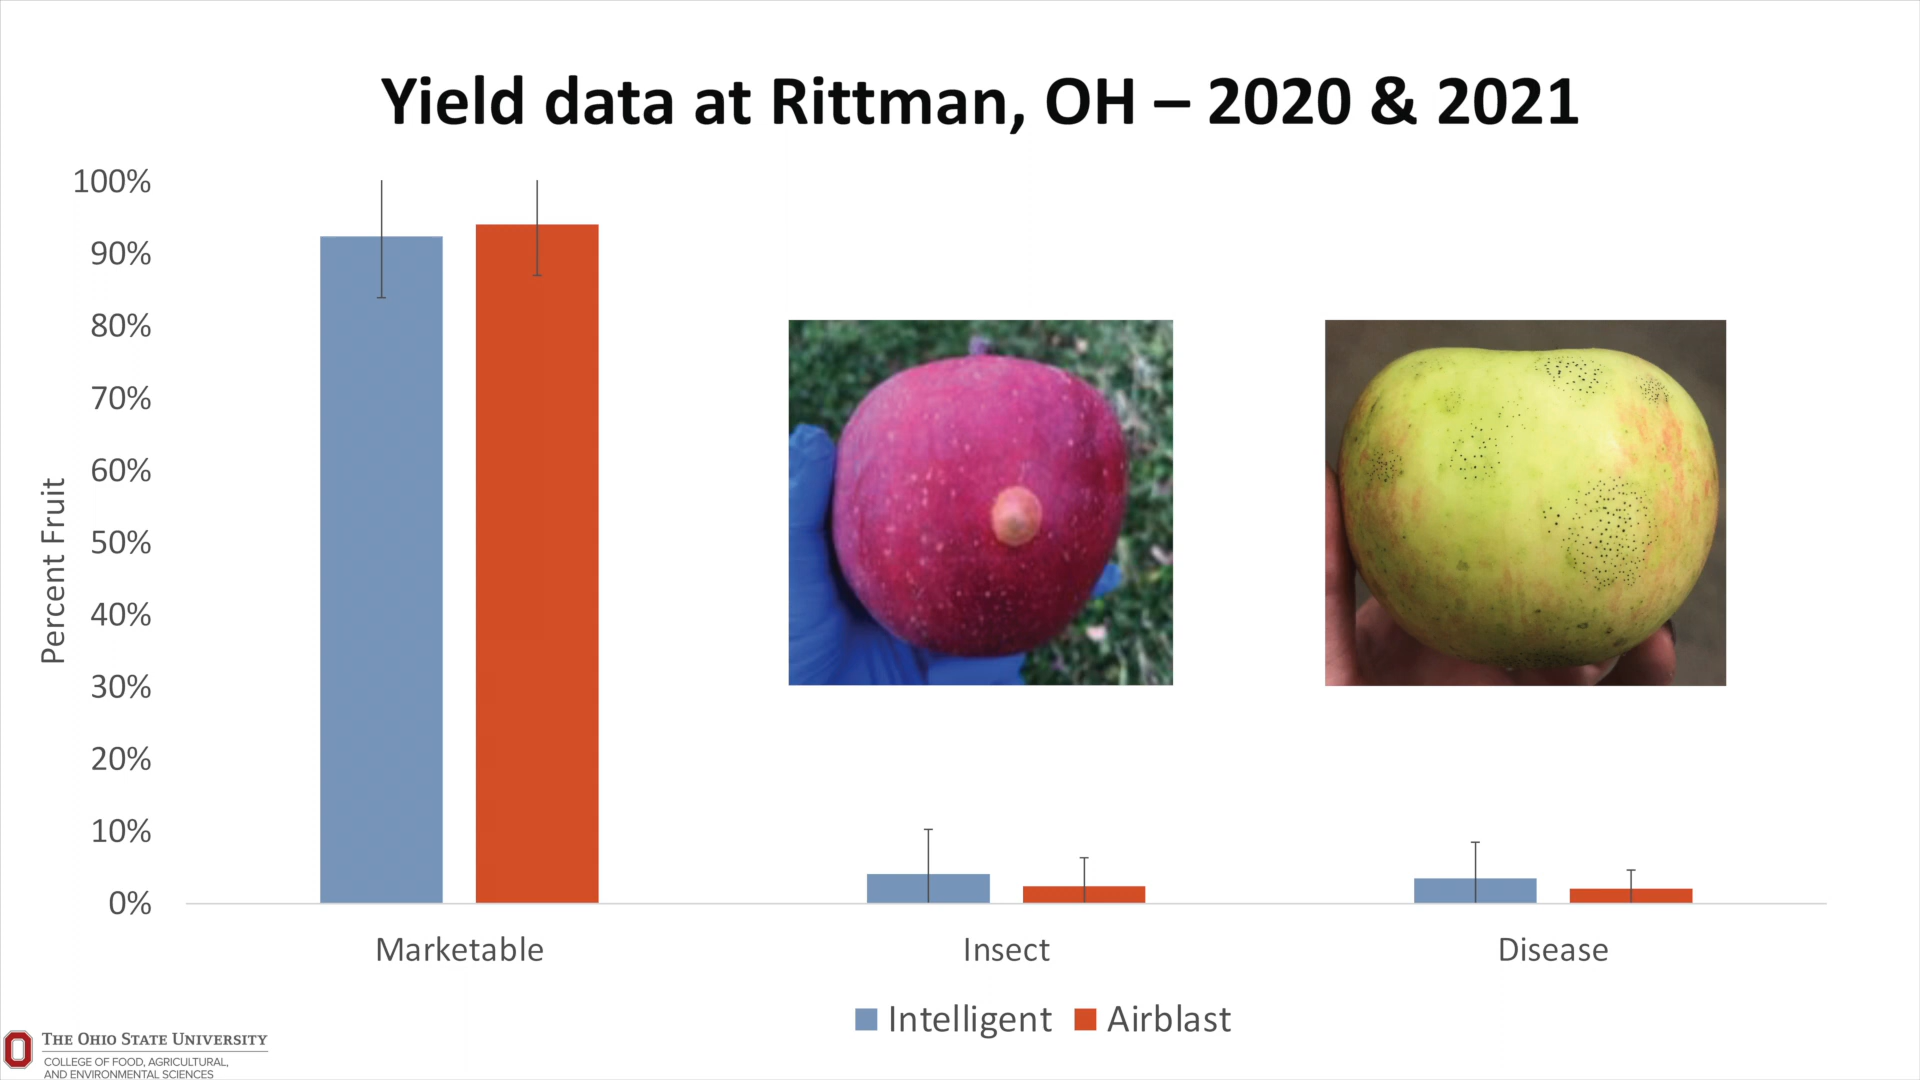 Yield data at Rittman, OH – 2020 & 2021
100%
90%
80%
70%
60%
50%
40%
30%
20%
10%
0%
Percent Fruit
Marketable
Insect
Disease
Intelligent
Airblast
THE OHIO STATE UNIVERSITY
COLLEGE OF FOOD, AGRICULTURAL,
AND ENVIRONMENTAL SCIENCES